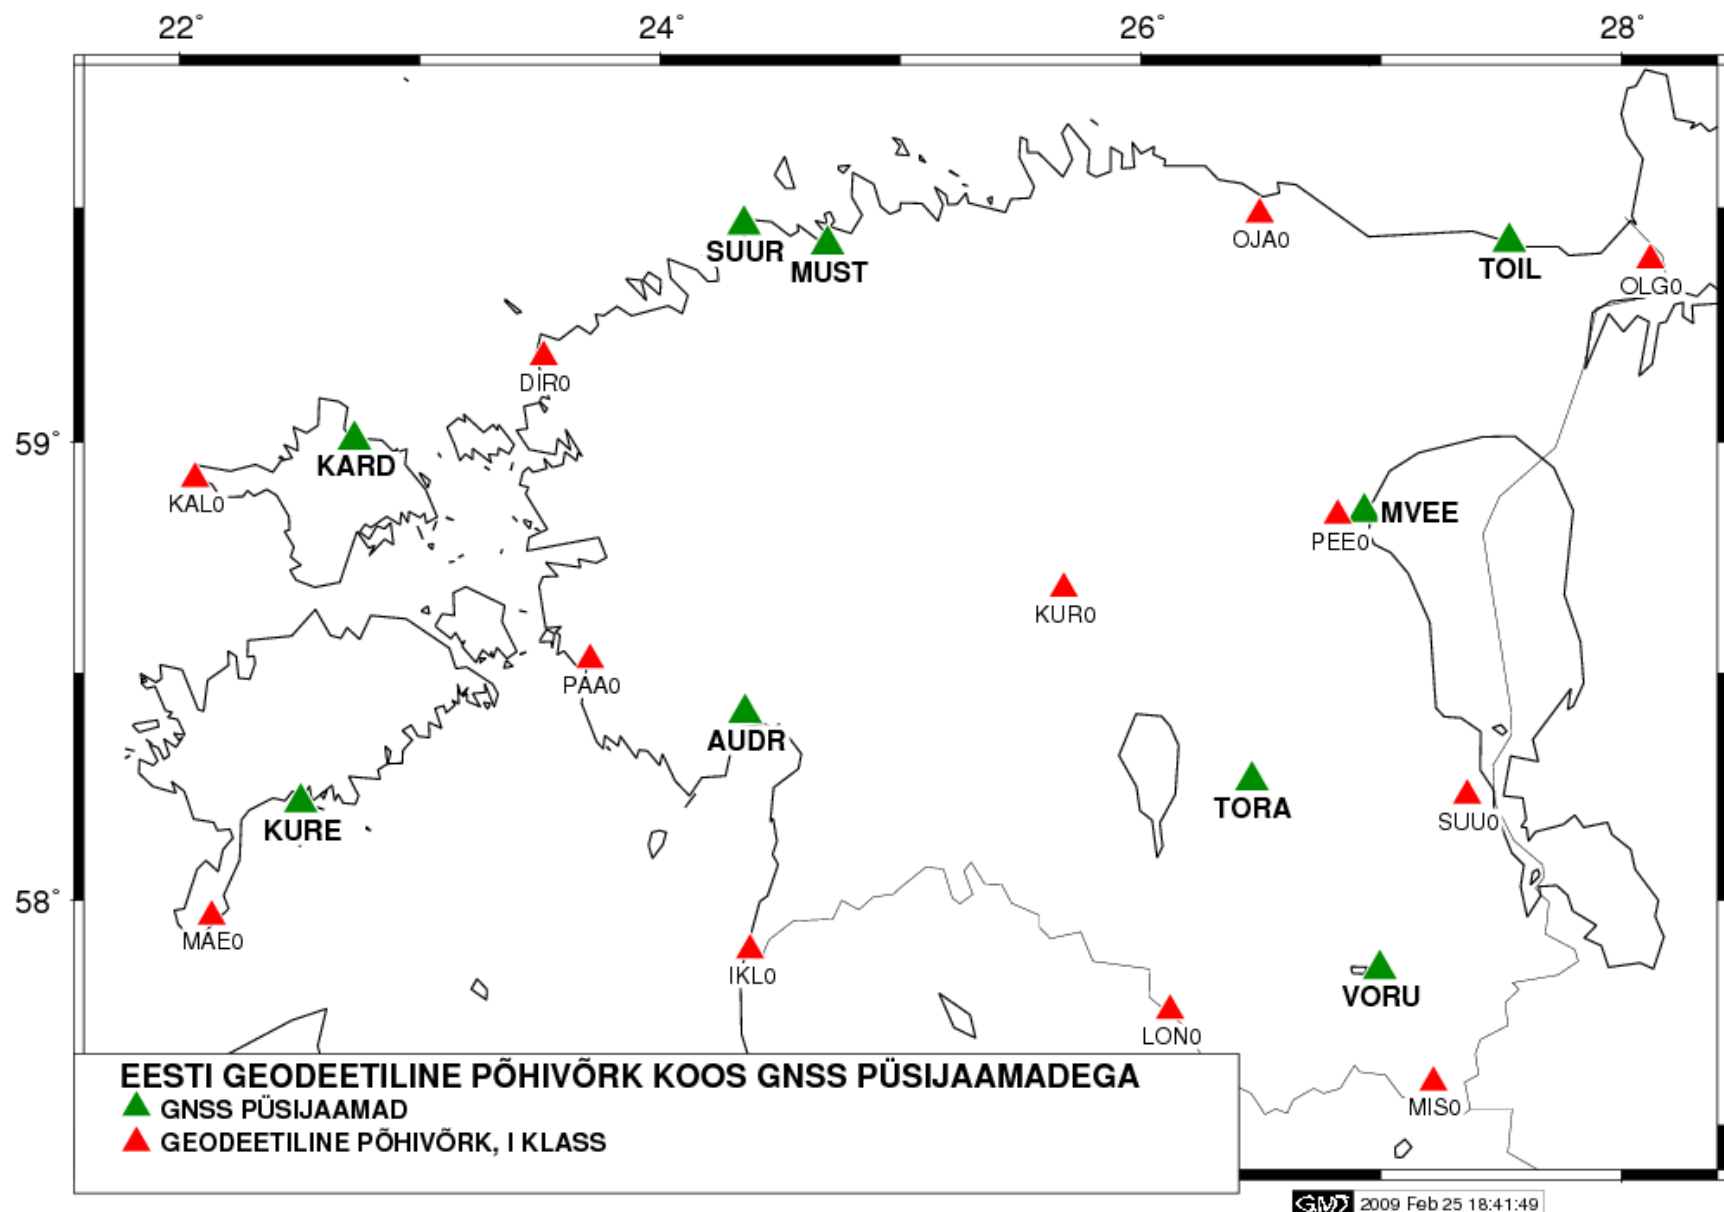 22°
24°
26°
28°
SUUR
MUST
OJA0
TOIL
OLG0
DIR0
59°
KARD
KAL0
MVEE
PEE0
KUR0
PAA0
AUDR
TORA
SUU0
KURE
58°
MAE0
IKL0
VORU
LON0
MIS0
EESTI GEODEETILINE PÕHIVÕRK KOOS GNSS PÜSIJAAMADEGA
GNSS PÜSIJAAMAD
GEODEETILINE PÕHIVÕRK, I KLASS
GMT 2009 Feb 25 18:41:49